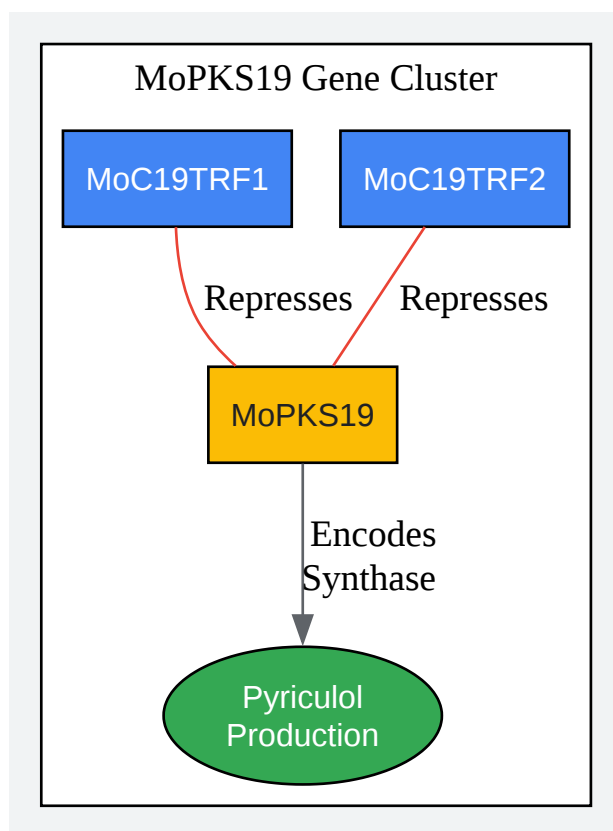 MoPKS19 Gene Cluster
MoC19TRF1
MoC19TRF2
Represses
Represses
MoPKS19
Encodes
Synthase
Pyriculol
Production